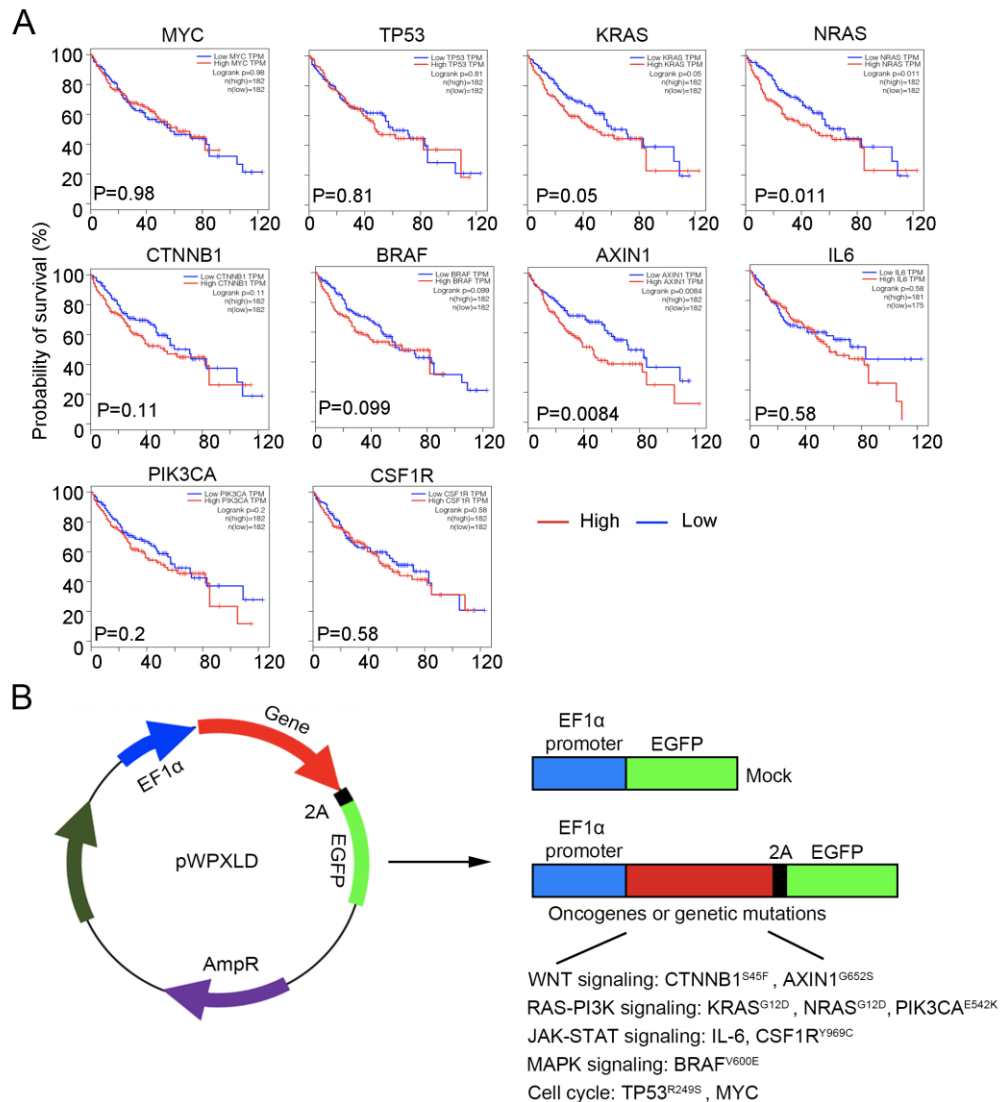 A
Probability of survival (%)
MYC
Low MYC TPM
High MYC TPM
Logrank p=0.98
n(high)=182
n(low)=182
P=0.98
100
80
60
40
20
0
0 40 80 120
TP53
Low TP53 TPM
High TP53 TPM
Logrank p=0.81
n(high)=182
n(low)=182
P=0.81
0 40 80 120
KRAS
Low KRAS TPM
High KRAS TPM
Logrank p=0.05
n(high)=182
n(low)=182
P=0.05
0 40 80 120
NRAS
Low NRAS TPM
High NRAS TPM
Logrank p=0.011
n(high)=182
n(low)=182
P=0.011
0 40 80 120
CTNNB1
Low CTNNB1 TPM
High CTNNB1 TPM
Logrank p=0.11
n(high)=182
n(low)=182
P=0.11
100
80
60
40
20
0
0 40 80 120
BRAF
Low BRAF TPM
High BRAF TPM
Logrank p=0.099
n(high)=182
n(low)=182
P=0.099
0 40 80 120
AXIN1
Low AXIN1 TPM
High AXIN1 TPM
Logrank p=0.0084
n(high)=182
n(low)=182
P=0.0084
0 40 80 120
IL6
Low IL6 TPM
High IL6 TPM
Logrank p=0.58
n(high)=181
n(low)=175
P=0.58
0 40 80 120
PIK3CA
Low PIK3CA TPM
High PIK3CA TPM
Logrank p=0.2
n(high)=182
n(low)=182
P=0.2
100
80
60
40
20
0
0 40 80 120
CSF1R
Low CSF1R TPM
High CSF1R TPM
Logrank p=0.58
n(high)=182
n(low)=182
P=0.58
0 40 80 120
High Low
B
EF1α
Gene
2A
EGFP
pWPXLD
AmpR
EF1α
promoter EGFP
Mock
EF1α
promoter 2A EGFP
Oncogenes or genetic mutations
WNT signaling: CTNNB1S45F , AXIN1G652S
RAS-PI3K signaling: KRASG12D , NRASG12D, PIK3CAE542K
JAK-STAT signaling: IL-6, CSF1RY969C
MAPK signaling: BRAFV600E
Cell cycle: TP53R249S , MYC